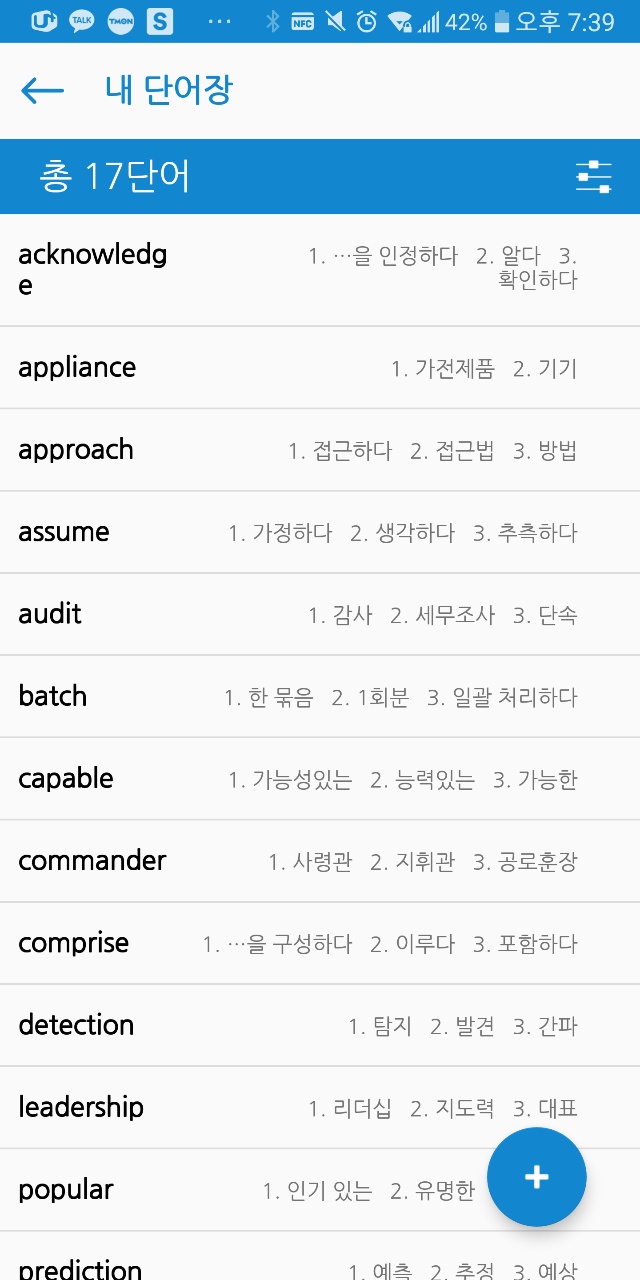 U+ TALK TMON S ... NFC 42% 오후 7:39
내 단어장
총 17단어
acknowledg 1. …을 인정하다 2. 알다 3.
e 확인하다
appliance 1. 가전제품 2. 기기
approach 1. 접근하다 2. 접근법 3. 방법
assume 1. 가정하다 2. 생각하다 3. 추측하다
audit 1. 감사 2. 세무조사 3. 단속
batch 1. 한 묶음 2. 1회분 3. 일괄 처리하다
capable 1. 가능성있는 2. 능력있는 3. 가능한
commander 1. 사령관 2. 지휘관 3. 공로훈장
comprise 1. …을 구성하다 2. 이루다 3. 포함하다
detection 1. 탐지 2. 발견 3. 간파
leadership 1. 리더십 2. 지도력 3. 대표
popular 1. 인기 있는 2. 유명한
prediction 1. 예측 2. 추정 3. 예상